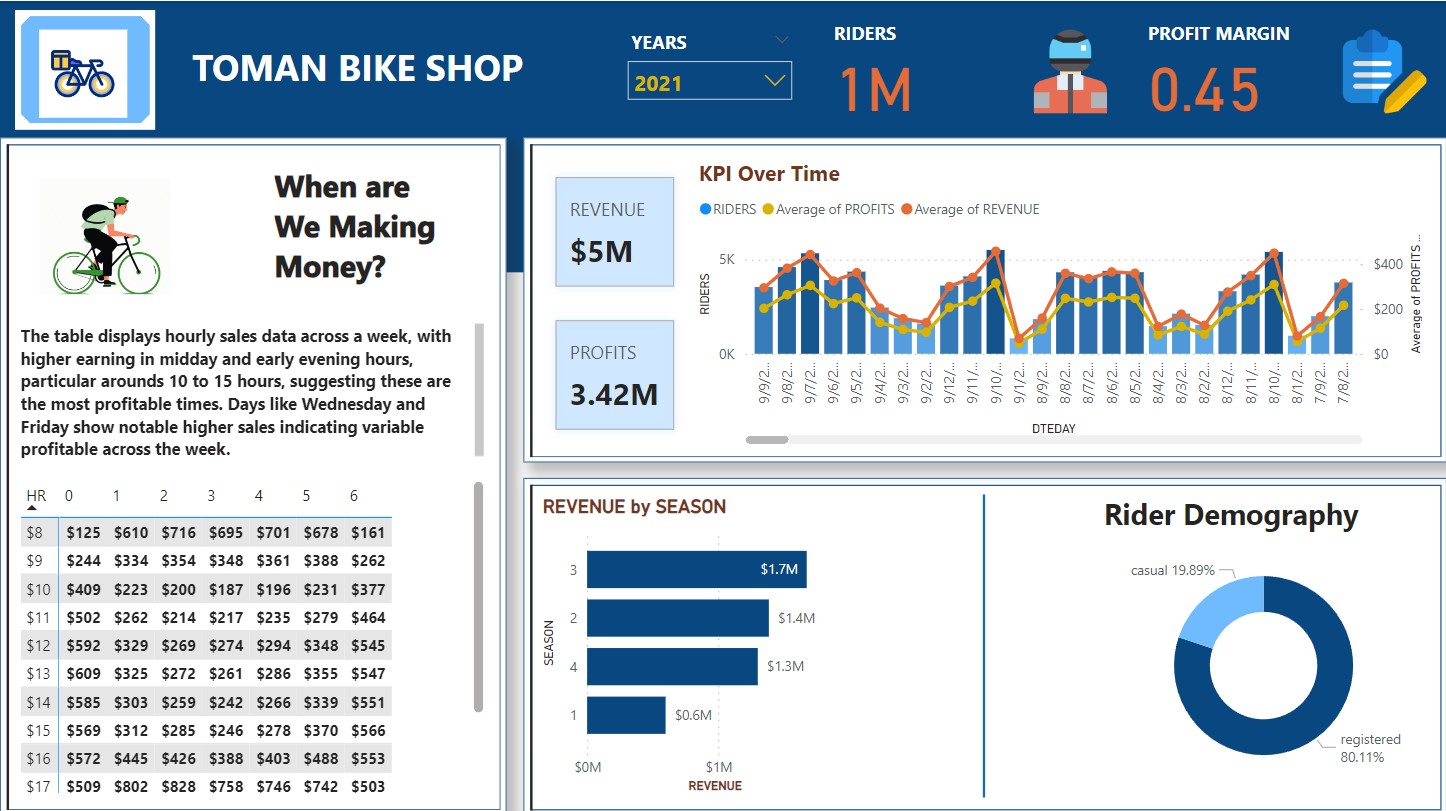 TOMAN BIKE SHOP
YEARS
2021
RIDERS
1M
PROFIT MARGIN
0.45
When are
We Making
Money?
The table displays hourly sales data across a week, with
higher earning in midday and early evening hours,
particular arounds 10 to 15 hours, suggesting these are
the most profitable times. Days like Wednesday and
Friday show notable higher sales indicating variable
profitable across the week.
HR 0 1 2 3 4 5 6
$8 $125 $610 $716 $695 $701 $678 $161
$9 $244 $334 $354 $348 $361 $388 $262
$10 $409 $223 $200 $187 $196 $231 $377
$11 $502 $262 $214 $217 $235 $279 $464
$12 $592 $329 $269 $274 $294 $348 $545
$13 $609 $325 $272 $261 $286 $355 $547
$14 $585 $303 $259 $242 $266 $339 $551
$15 $569 $312 $285 $246 $278 $370 $566
$16 $572 $445 $426 $388 $403 $488 $553
$17 $509 $802 $828 $758 $746 $742 $503
REVENUE
$5M
PROFITS
3.42M
KPI Over Time
RIDERS Average of PROFITS Average of REVENUE
RIDERS
5K
0K
$400
$200
$0
Average of PROFITS ...
9/9/2... 9/8/2... 9/7/2... 9/6/2... 9/5/2... 9/4/2... 9/3/2... 9/2/2... 9/12/... 9/11/... 9/10/... 9/1/2... 8/9/2... 8/8/2... 8/7/2... 8/6/2... 8/5/2... 8/4/2... 8/3/2... 8/2/2... 8/12/... 8/11/... 8/10/... 8/1/2... 7/9/2... 7/8/2...
DTEDAY
REVENUE by SEASON
SEASON
3 $1.7M
2 $1.4M
4 $1.3M
1 $0.6M
$0M $1M
REVENUE
Rider Demography
casual 19.89%
registered
80.11%